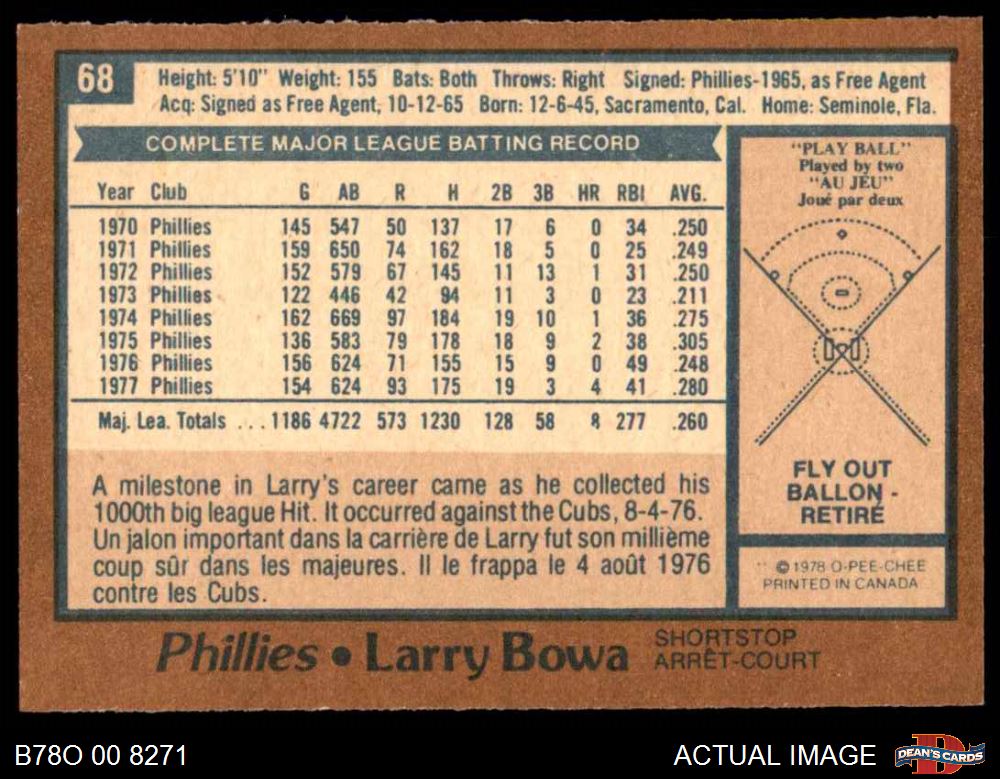 68
Height: 5'10" Weight: 155 Bats: Both Throws: Right Signed: Phillies-1965, as Free Agent
Acq: Signed as Free Agent, 10-12-65 Born: 12-6-45, Sacramento, Cal. Home: Seminole, Fla.
COMPLETE MAJOR LEAGUE BATTING RECORD
Year Club G AB R H 2B 3B HR RBI AVG.
1970 Phillies 145 547 50 137 17 6 0 34 .250
1971 Phillies 159 650 74 162 18 5 0 25 .249
1972 Phillies 152 579 67 145 11 13 1 31 .250
1973 Phillies 122 446 42 94 11 3 0 23 .211
1974 Phillies 162 669 97 184 19 10 1 36 .275
1975 Phillies 136 583 79 178 18 9 2 38 .305
1976 Phillies 156 624 71 155 15 9 0 49 .248
1977 Phillies 154 624 93 175 19 3 4 41 .280
Maj. Lea. Totals ... 1186 4722 573 1230 128 58 8 277 .260
A milestone in Larry's career came as he collected his
1000th big league Hit. It occurred against the Cubs, 8-4-76.
Un jalon important dans la carrière de Larry fut son millième
coup sûr dans les majeures. Il le frappa le 4 août 1976
contre les Cubs.
"PLAY BALL"
Played by two
"AU JEU"
Joué par deux
FLY OUT
BALLON -
RETIRÉ
© 1978 O-PEE-CHEE
PRINTED IN CANADA
Phillies • Larry Bowa
SHORTSTOP
ARRÊT-COURT
B78O 00 8271
ACTUAL IMAGE
DEAN'S CARDS